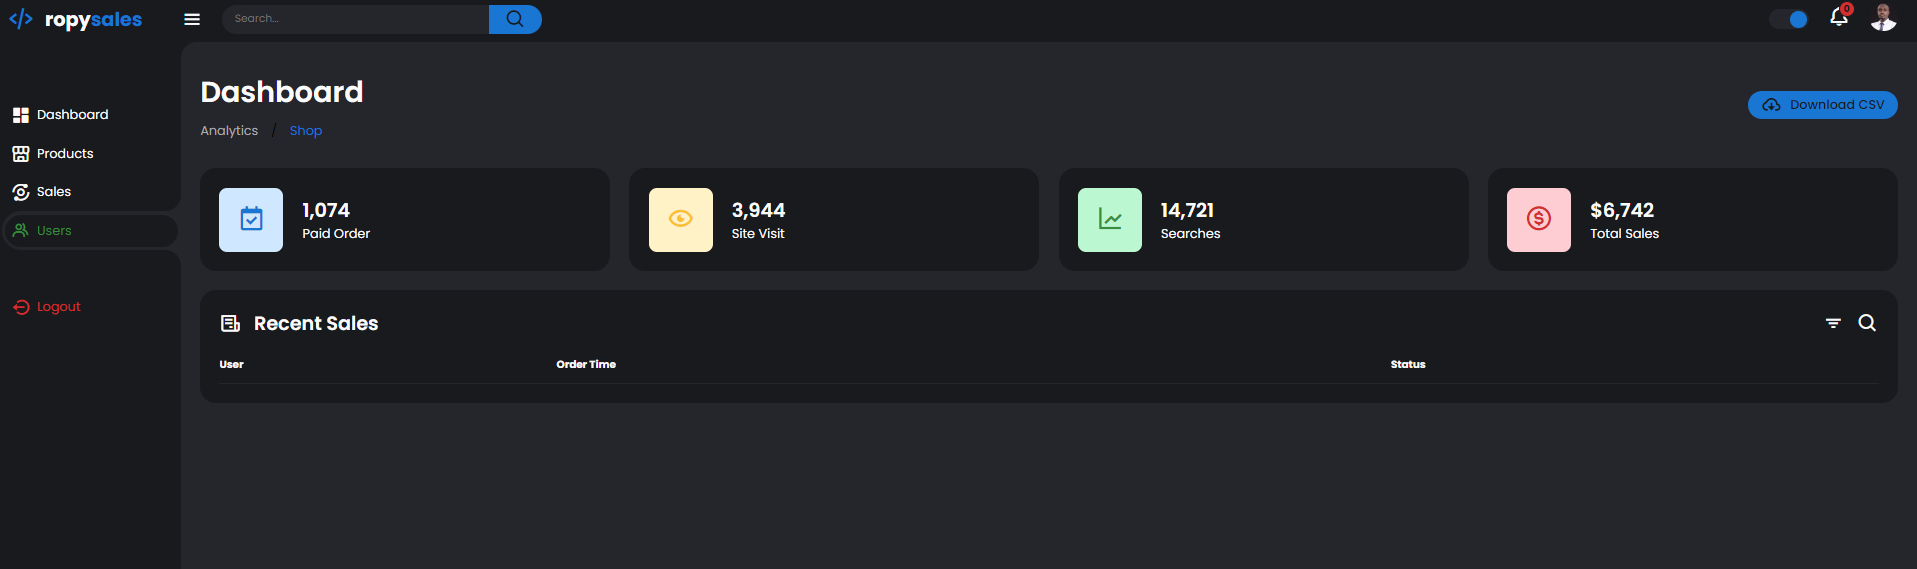 ropysales
Search...
0
Dashboard
Products
Sales
Users
Logout
Dashboard
Analytics / Shop
Download CSV
1,074
Paid Order
3,944
Site Visit
14,721
Searches
$6,742
Total Sales
Recent Sales
User Order Time Status